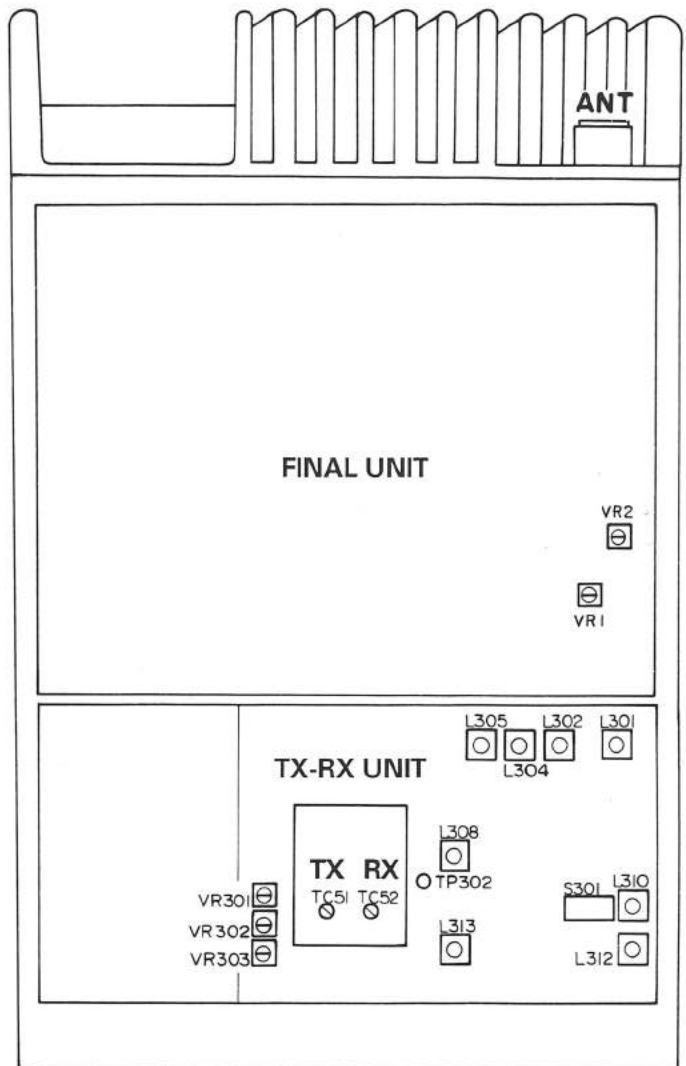 ANT
FINAL UNIT
VR2
VR1
L305
L302
L301
L304
TX-RX UNIT
L308
TX RX
TP302
TC51 TC52
VR301
VR302
VR303
L313
S301
L310
L312